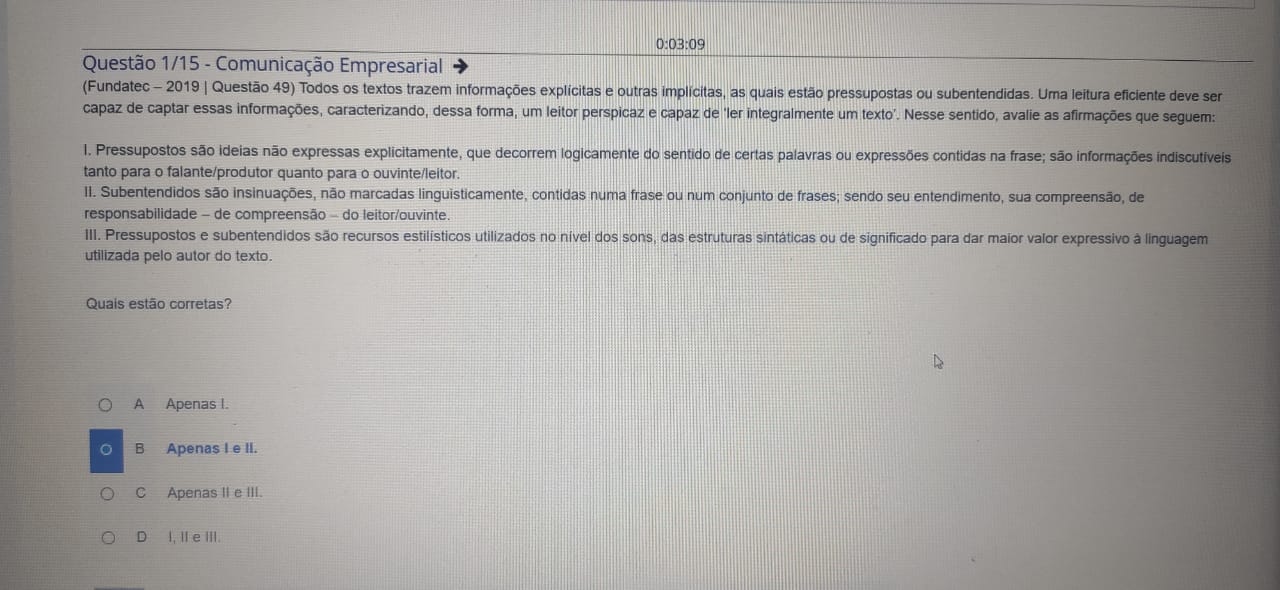 0:03:09
Questão 1/15 - Comunicação Empresarial ➔
(Fundatec – 2019 | Questão 49) Todos os textos trazem informações explícitas e outras implícitas, as quais estão pressupostas ou subentendidas. Uma leitura eficiente deve ser
capaz de captar essas informações, caracterizando, dessa forma, um leitor perspicaz e capaz de 'ler integralmente um texto'. Nesse sentido, avalie as afirmações que seguem:
I. Pressupostos são ideias não expressas explicitamente, que decorrem logicamente do sentido de certas palavras ou expressões contidas na frase; são informações indiscutíveis
tanto para o falante/produtor quanto para o ouvinte/leitor.
II. Subentendidos são insinuações, não marcadas linguisticamente, contidas numa frase ou num conjunto de frases; sendo seu entendimento, sua compreensão, de
responsabilidade – de compreensão – do leitor/ouvinte.
III. Pressupostos e subentendidos são recursos estilísticos utilizados no nível dos sons, das estruturas sintáticas ou de significado para dar maior valor expressivo à linguagem
utilizada pelo autor do texto.
Quais estão corretas?
A Apenas I.
B Apenas I e II.
C Apenas II e III.
D I, II e III.